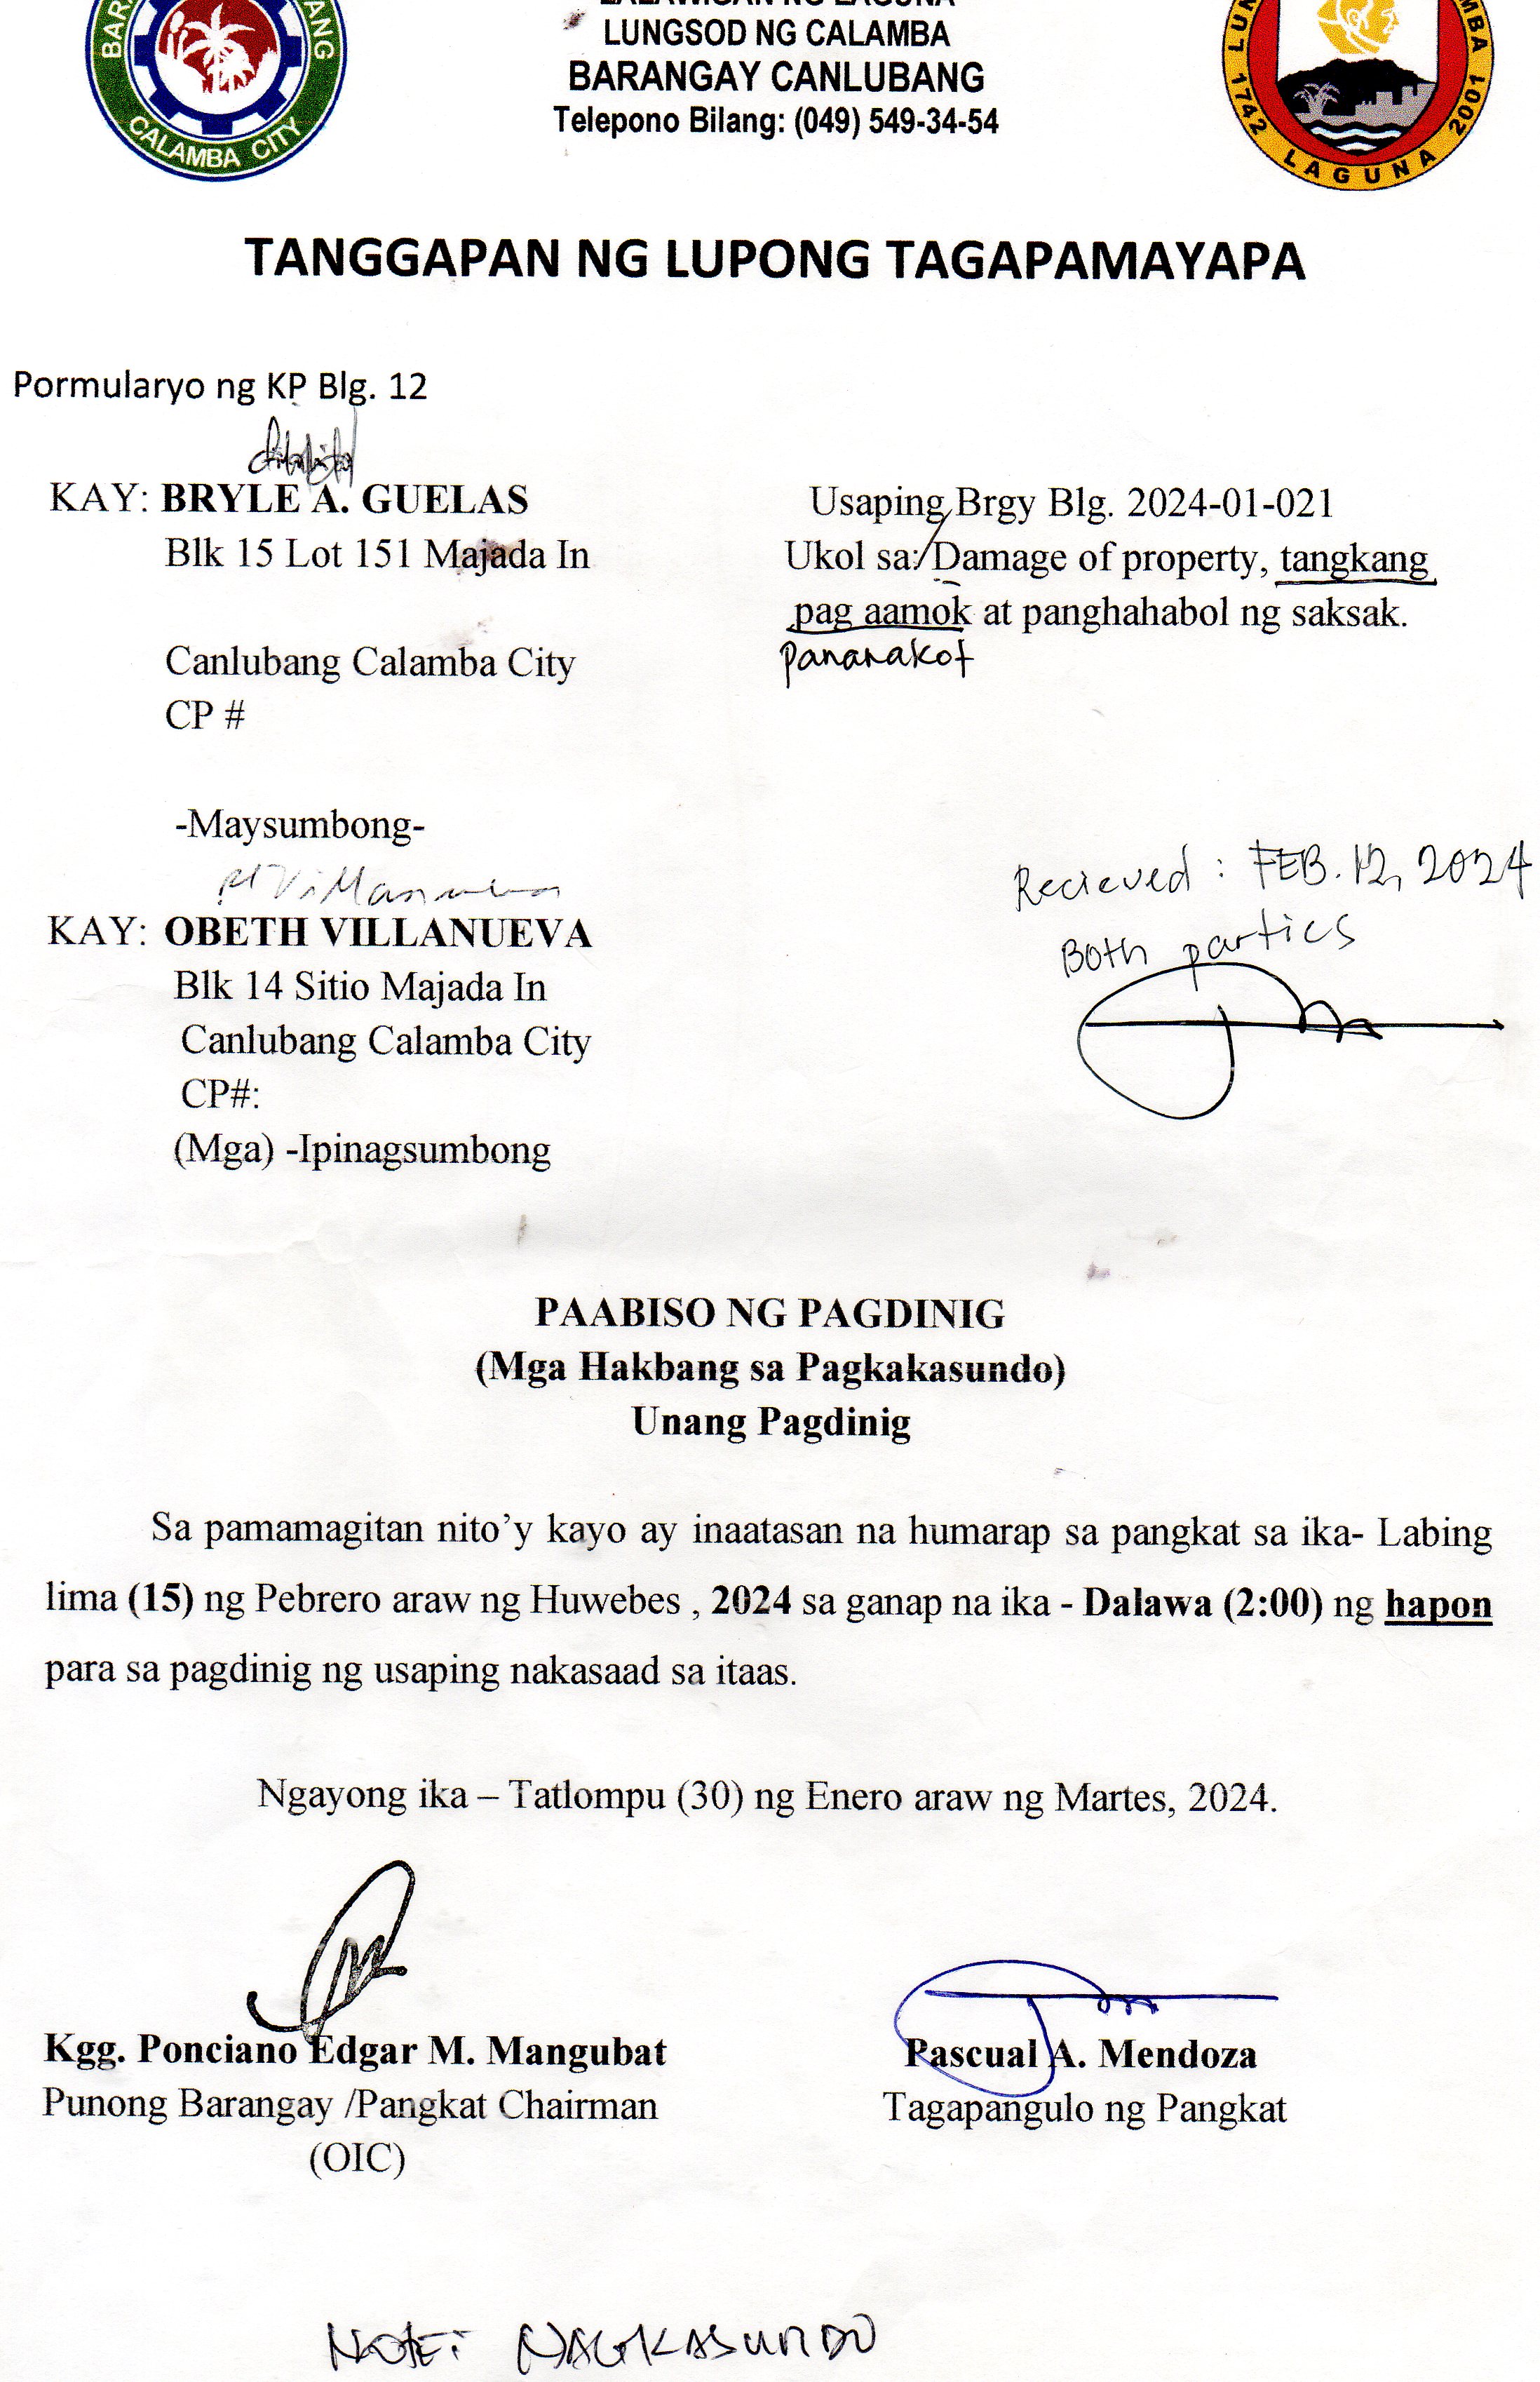 LALAWIGAN NG LAGUNA
LUNGSOD NG CALAMBA
BARANGAY CANLUBANG
Telepono Bilang: (049) 549-34-54
CALAMBA CITY
1742 LAGUNA 2001
TANGGAPAN NG LUPONG TAGAPAMAYAPA
Pormularyo ng KP Blg. 12
KAY: BRYLE A. GUELAS
Blk 15 Lot 151 Majada In
Canlubang Calamba City
CP #
-Maysumbong-
Usaping Brgy Blg. 2024-01-021
Ukol sa: Damage of property, tangkang
pag aamok at panghahabol ng saksak.
pananakot
Recieved : FEB. 12, 2024
Both parties
KAY: OBETH VILLANUEVA
Blk 14 Sitio Majada In
Canlubang Calamba City
CP#:
(Mga) -Ipinagsumbong
PAABISO NG PAGDINIG
(Mga Hakbang sa Pagkakasundo)
Unang Pagdinig
Sa pamamagitan nito’y kayo ay inaatasan na humarap sa pangkat sa ika- Labing
lima (15) ng Pebrero araw ng Huwebes , 2024 sa ganap na ika - Dalawa (2:00) ng hapon
para sa pagdinig ng usaping nakasaad sa itaas.
Ngayong ika – Tatlompu (30) ng Enero araw ng Martes, 2024.
Kgg. Ponciano Edgar M. Mangubat
Punong Barangay /Pangkat Chairman
(OIC)
Pascual A. Mendoza
Tagapangulo ng Pangkat
NOTE: NAGKASUNDO